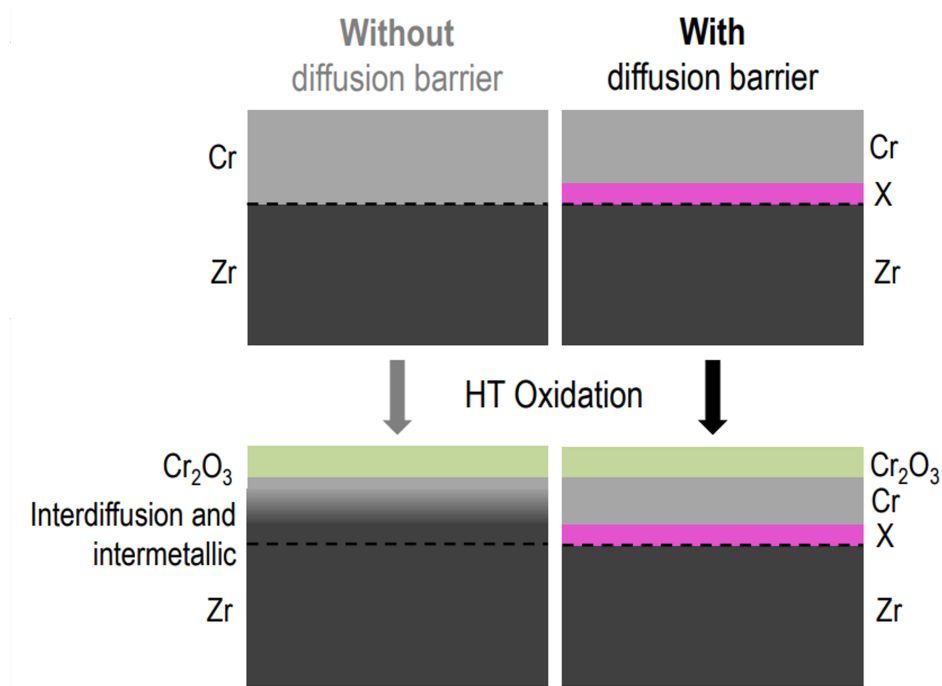 Without
diffusion barrier
With
diffusion barrier
Cr
Zr
Cr
X
Zr
HT Oxidation
Cr₂O₃
Interdiffusion and
intermetallic
Zr
Cr₂O₃
Cr
X
Zr